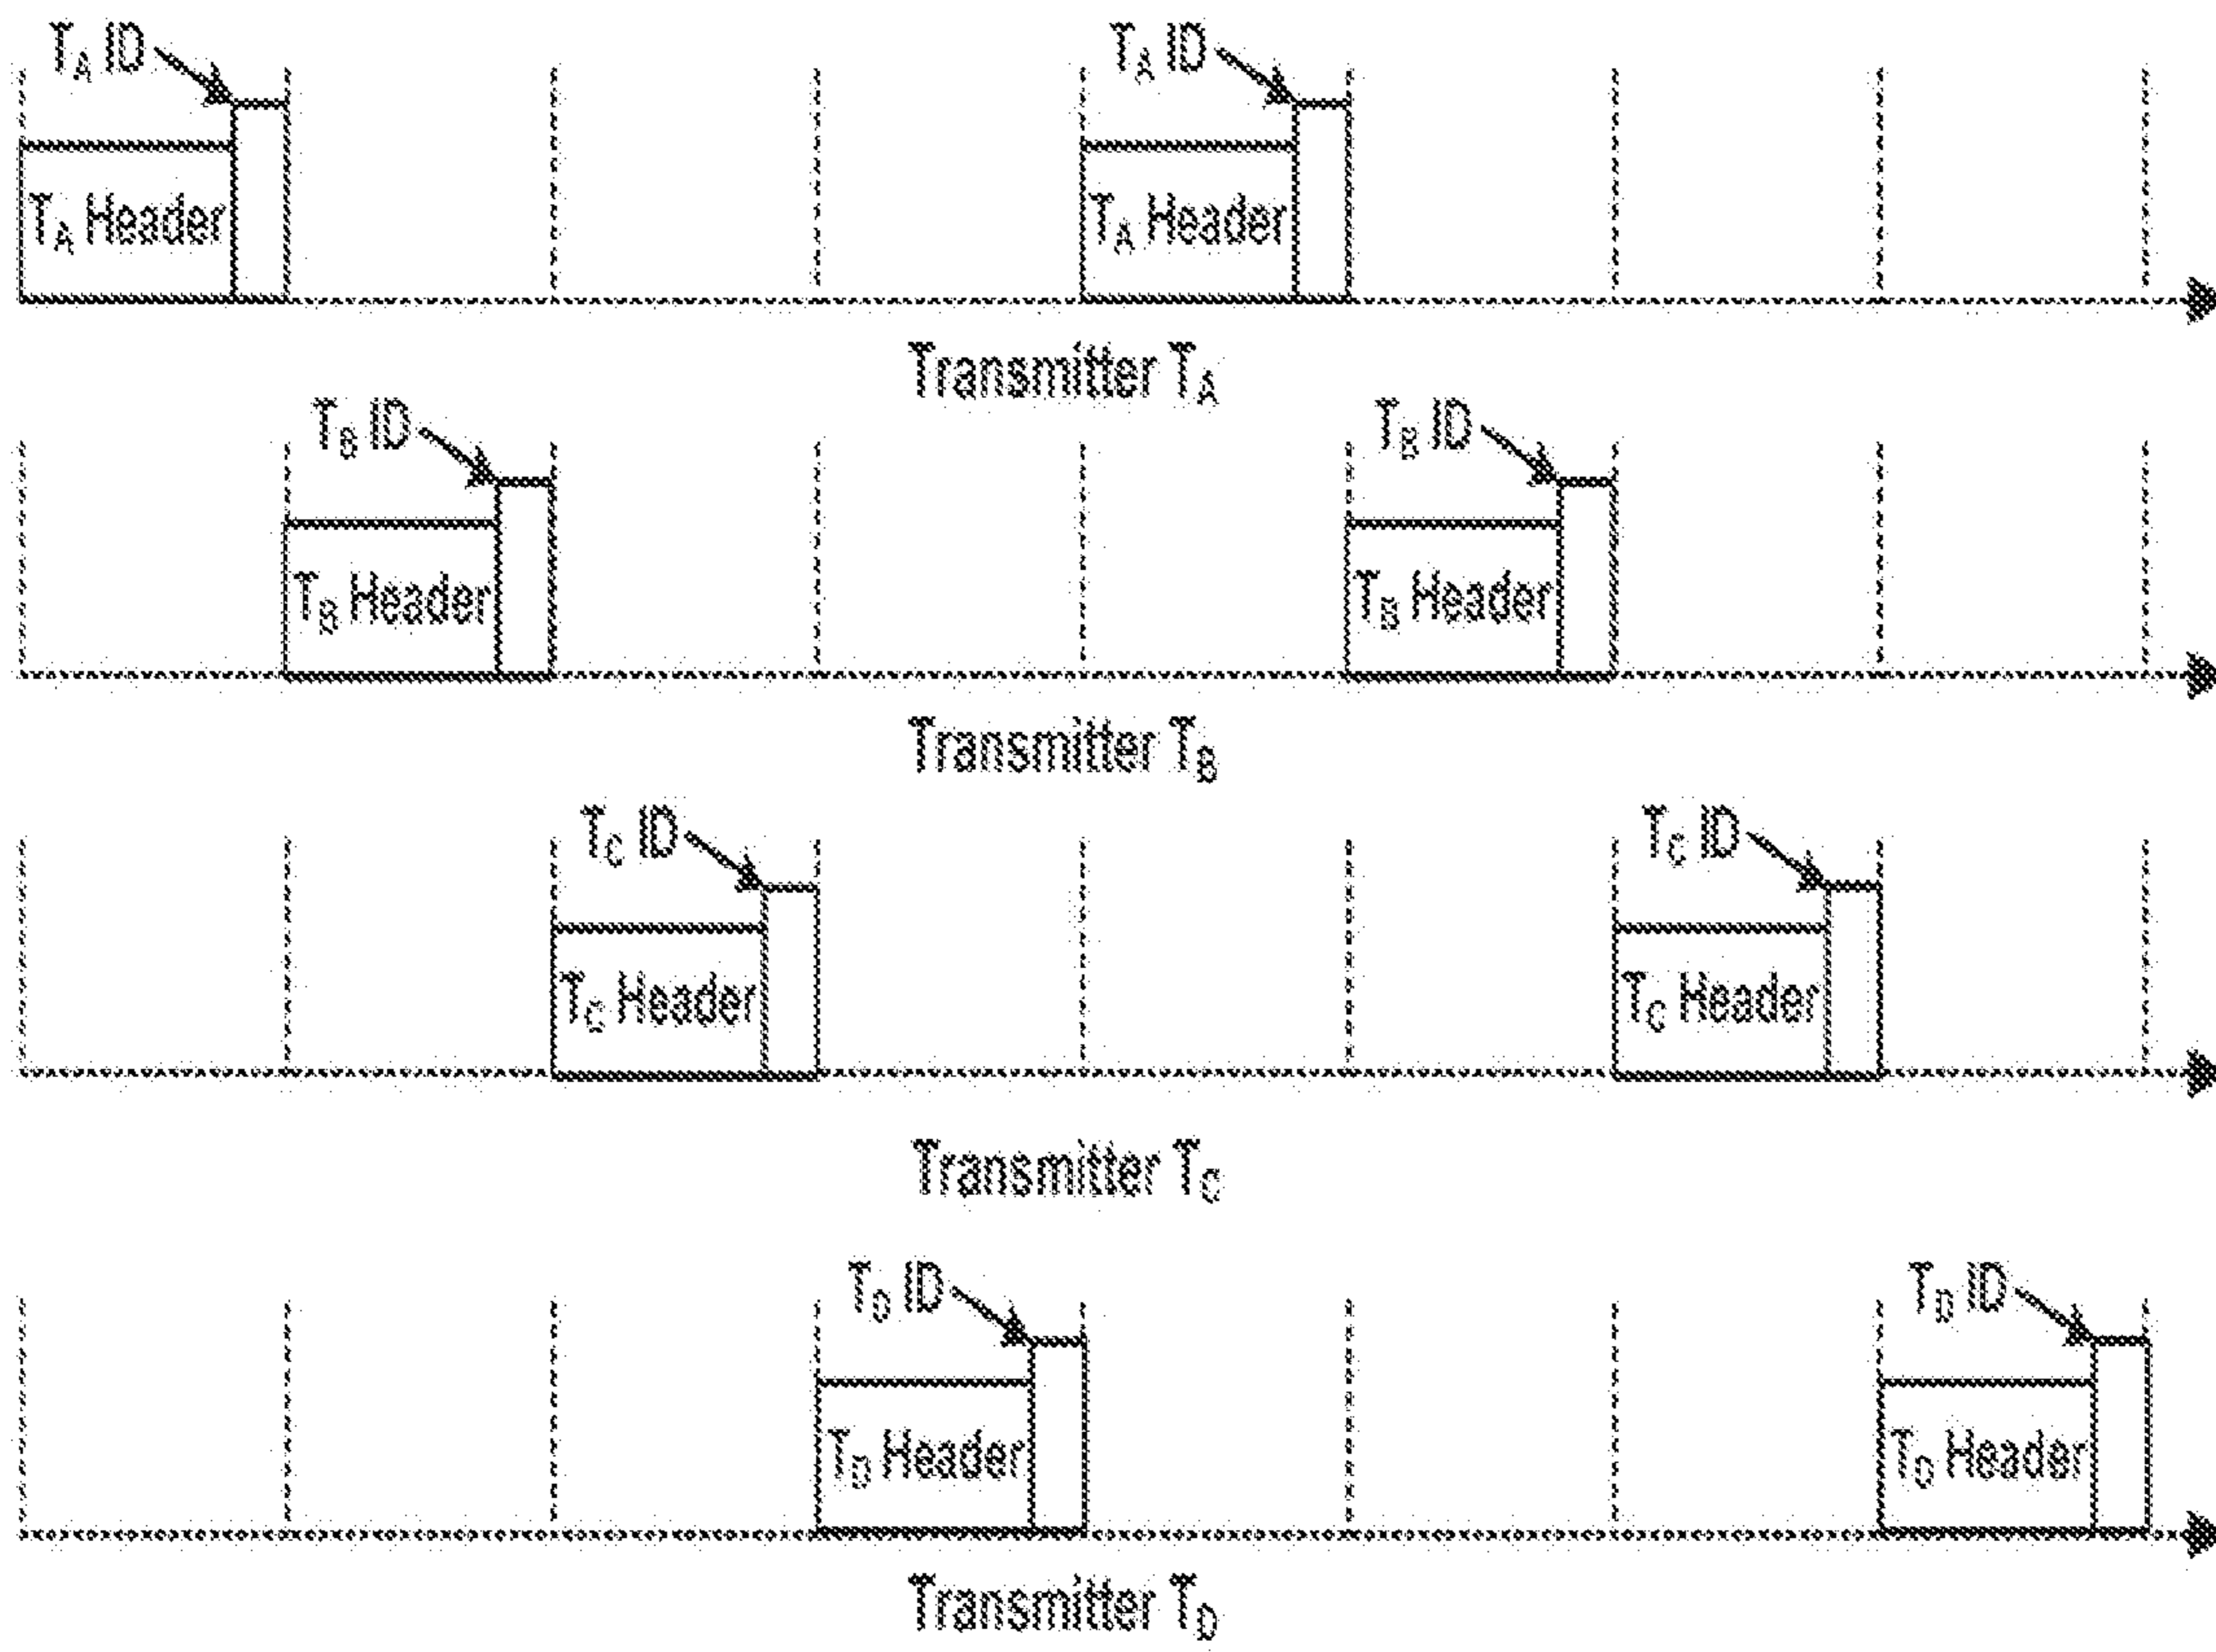 T_A ID T_A ID
T_A Header T_A Header
Transmitter T_A
T_B ID T_B ID
T_B Header T_B Header
Transmitter T_B
T_C ID T_C ID
T_C Header T_C Header
Transmitter T_C
T_D ID T_D ID
T_D Header T_D Header
Transmitter T_D